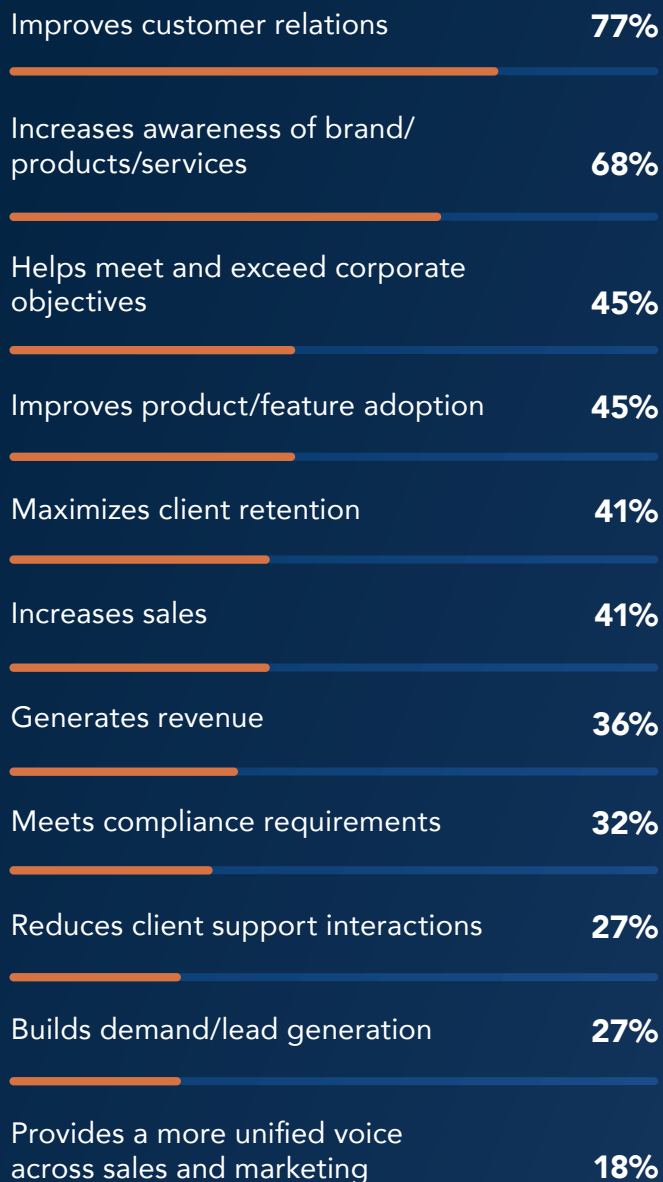 Improves customer relations 77%
Increases awareness of brand/
products/services 68%
Helps meet and exceed corporate
objectives 45%
Improves product/feature adoption 45%
Maximizes client retention 41%
Increases sales 41%
Generates revenue 36%
Meets compliance requirements 32%
Reduces client support interactions 27%
Builds demand/lead generation 27%
Provides a more unified voice
across sales and marketing 18%